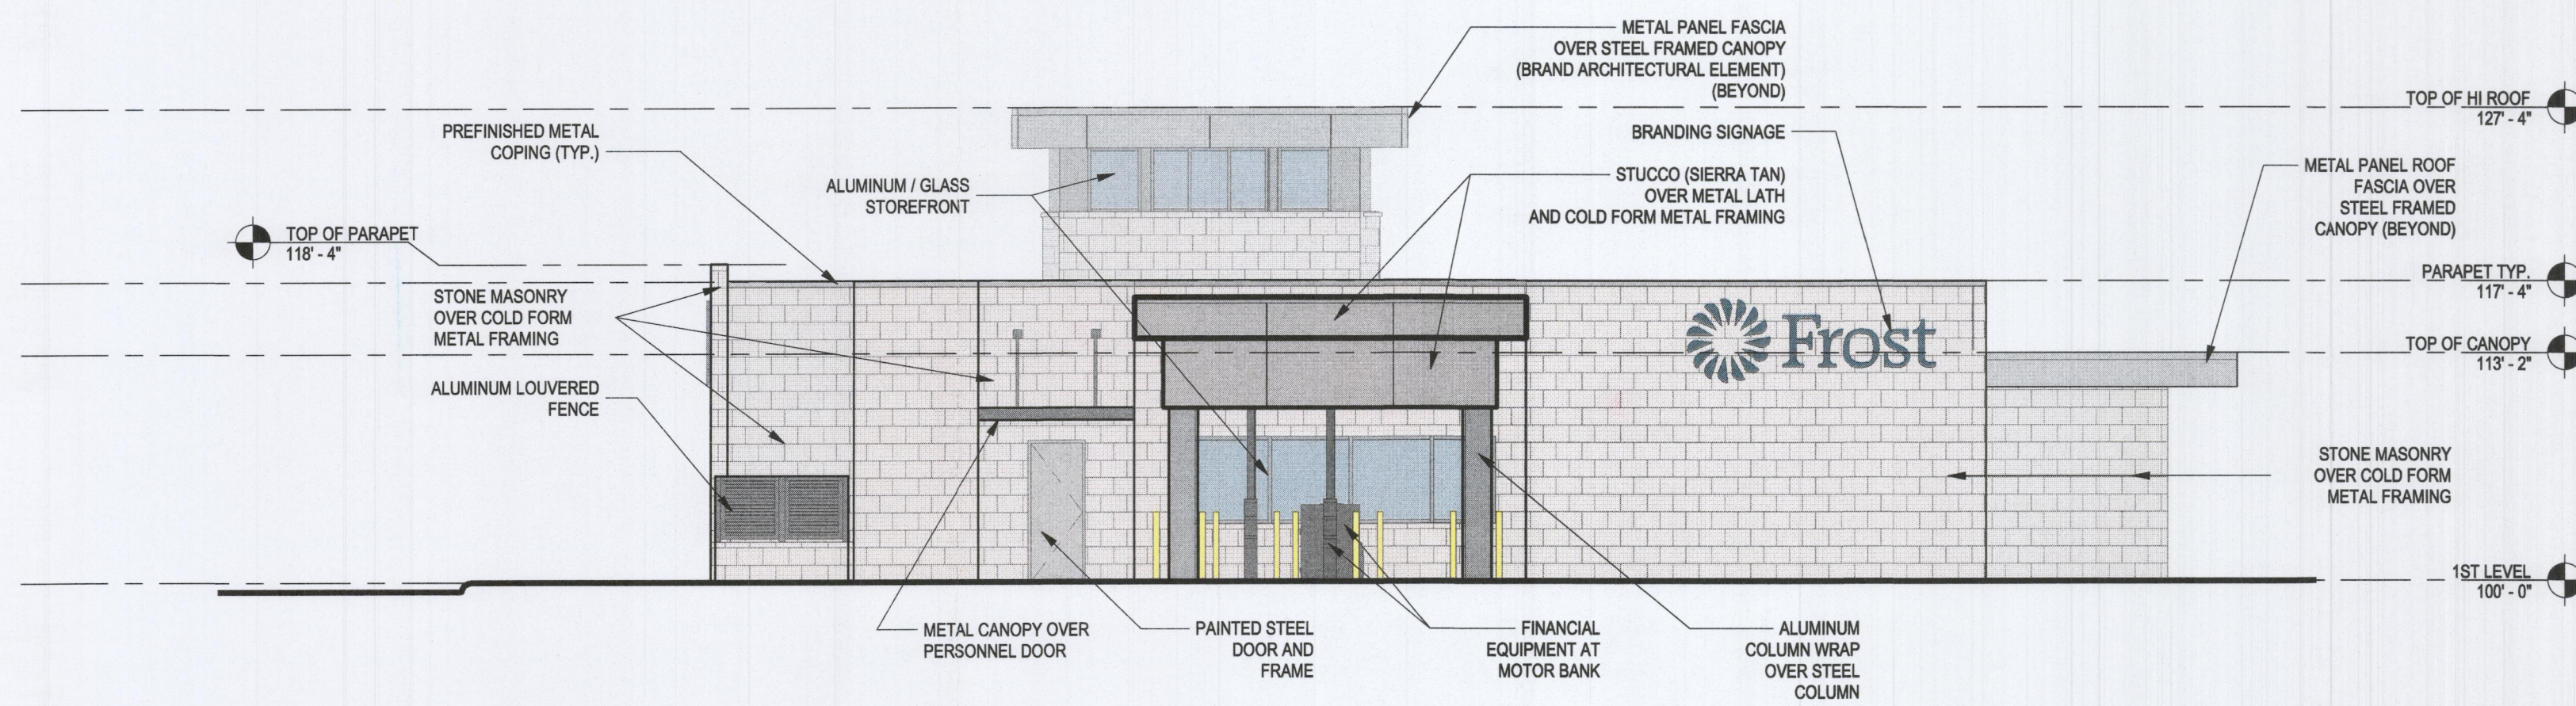 METAL PANEL FASCIA
OVER STEEL FRAMED CANOPY
(BRAND ARCHITECTURAL ELEMENT)
(BEYOND)
TOP OF HI ROOF
127' - 4"
PREFINISHED METAL
COPING (TYP.)
BRANDING SIGNAGE
ALUMINUM / GLASS
STOREFRONT
STUCCO (SIERRA TAN)
OVER METAL LATH
AND COLD FORM METAL FRAMING
METAL PANEL ROOF
FASCIA OVER
STEEL FRAMED
CANOPY (BEYOND)
TOP OF PARAPET
118' - 4"
PARAPET TYP.
117' - 4"
STONE MASONRY
OVER COLD FORM
METAL FRAMING
Frost
TOP OF CANOPY
113' - 2"
ALUMINUM LOUVERED
FENCE
STONE MASONRY
OVER COLD FORM
METAL FRAMING
1ST LEVEL
100' - 0"
METAL CANOPY OVER
PERSONNEL DOOR
PAINTED STEEL
DOOR AND
FRAME
FINANCIAL
EQUIPMENT AT
MOTOR BANK
ALUMINUM
COLUMN WRAP
OVER STEEL
COLUMN